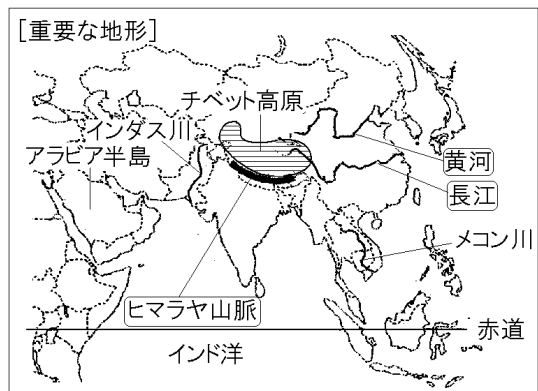 [重要な地形]
チベット高原
インダス川
アラビア半島
黄河
長江
メコン川
ヒマラヤ山脈
赤道
インド洋